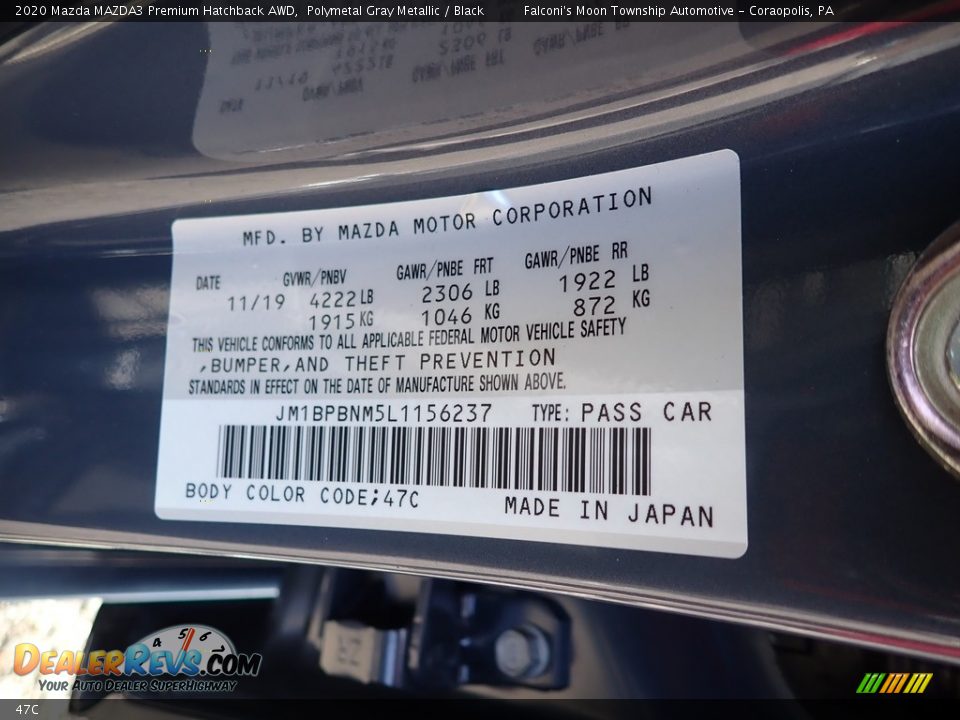 2020 Mazda MAZDA3 Premium Hatchback AWD, Polymetal Gray Metallic / Black Falconi's Moon Township Automotive - Coraopolis, PA
MFD. BY MAZDA MOTOR CORPORATION
DATE GVWR/PNBV GAWR/PNBE FRT GAWR/PNBE RR
11/19 4222 LB 2306 LB 1922 LB
1915 KG 1046 KG 872 KG
THIS VEHICLE CONFORMS TO ALL APPLICABLE FEDERAL MOTOR VEHICLE SAFETY
,BUMPER,AND THEFT PREVENTION
STANDARDS IN EFFECT ON THE DATE OF MANUFACTURE SHOWN ABOVE.
JM1BPBNM5L1156237 TYPE: PASS CAR
BODY COLOR CODE;47C MADE IN JAPAN
4 5 6
DEALERREVS.COM
YOUR AUTO DEALER SUPERHIGHWAY
47C